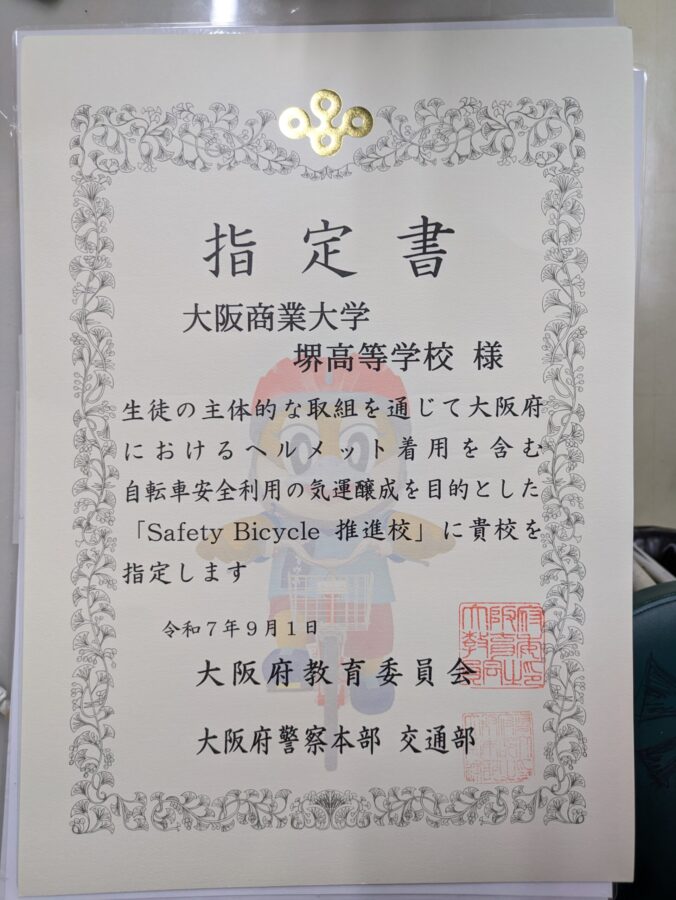 指定書
大阪商業大学
堺高等学校 様
生徒の主体的な取組を通じて大阪府
におけるヘルメット着用を含む
自転車安全利用の気運醸成を目的とした
「Safety Bicycle 推進校」に貴校を
指定します
令和7年9月1日
大阪府教育委員会
大阪府警察本部 交通部